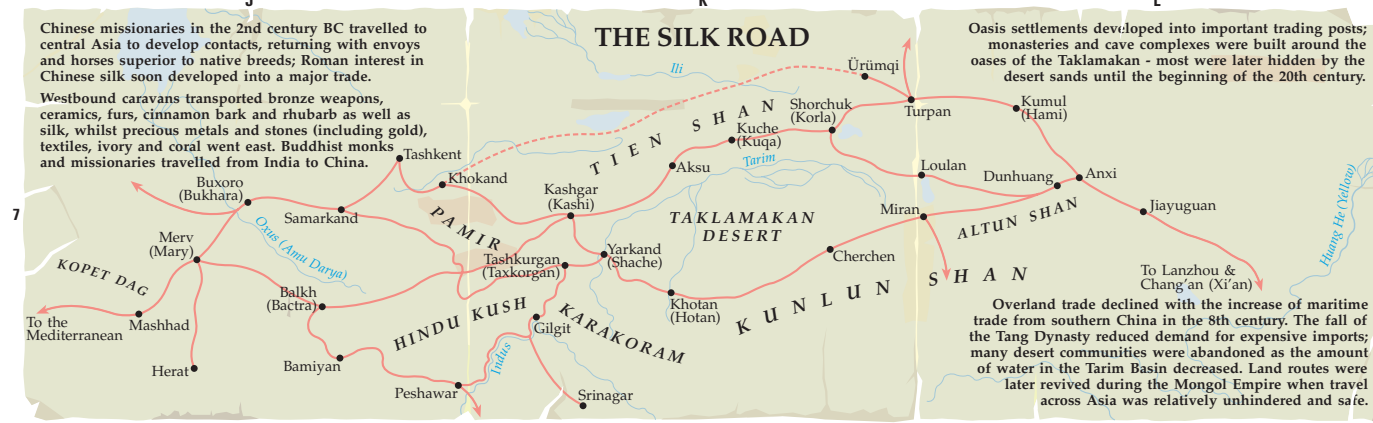 J
K
L
THE SILK ROAD
Chinese missionaries in the 2nd century BC travelled to
central Asia to develop contacts, returning with envoys
and horses superior to native breeds; Roman interest in
Chinese silk soon developed into a major trade.
Westbound caravans transported bronze weapons,
ceramics, furs, cinnamon bark and rhubarb as well as
silk, whilst precious metals and stones (including gold),
textiles, ivory and coral went east. Buddhist monks
and missionaries travelled from India to China.
Oasis settlements developed into important trading posts;
monasteries and cave complexes were built around the
oases of the Taklamakan - most were later hidden by the
desert sands until the beginning of the 20th century.
Ili
Ürümqi
TIEN SHAN
Shorchuk
(Korla)
Turpan
Kumul
(Hami)
Kuche
(Kuqa)
Tarim
Tashkent
Khokand
Aksu
Loulan
Dunhuang
Anxi
Buxoro
(Bukhara)
Samarkand
Kashgar
(Kashi)
7
PAMIR
TAKLAMAKAN
DESERT
Miran
ALTUN SHAN
Jiayuguan
Huang He (Yellow)
Merv
(Mary)
Oxus (Amu Darya)
KOPET DAG
Tashkurgan
(Taxkorgan)
Yarkand
(Shache)
Cherchen
Balkh
(Bactra)
Khotan
(Hotan)
KUNLUN SHAN
To Lanzhou &
Chang'an (Xi'an)
To the
Mediterranean
Mashhad
HINDU KUSH
Gilgit
KARAKORAM
Herat
Bamiyan
Indus
Peshawar
Srinagar
Overland trade declined with the increase of maritime
trade from southern China in the 8th century. The fall of
the Tang Dynasty reduced demand for expensive imports;
many desert communities were abandoned as the amount
of water in the Tarim Basin decreased. Land routes were
later revived during the Mongol Empire when travel
across Asia was relatively unhindered and safe.